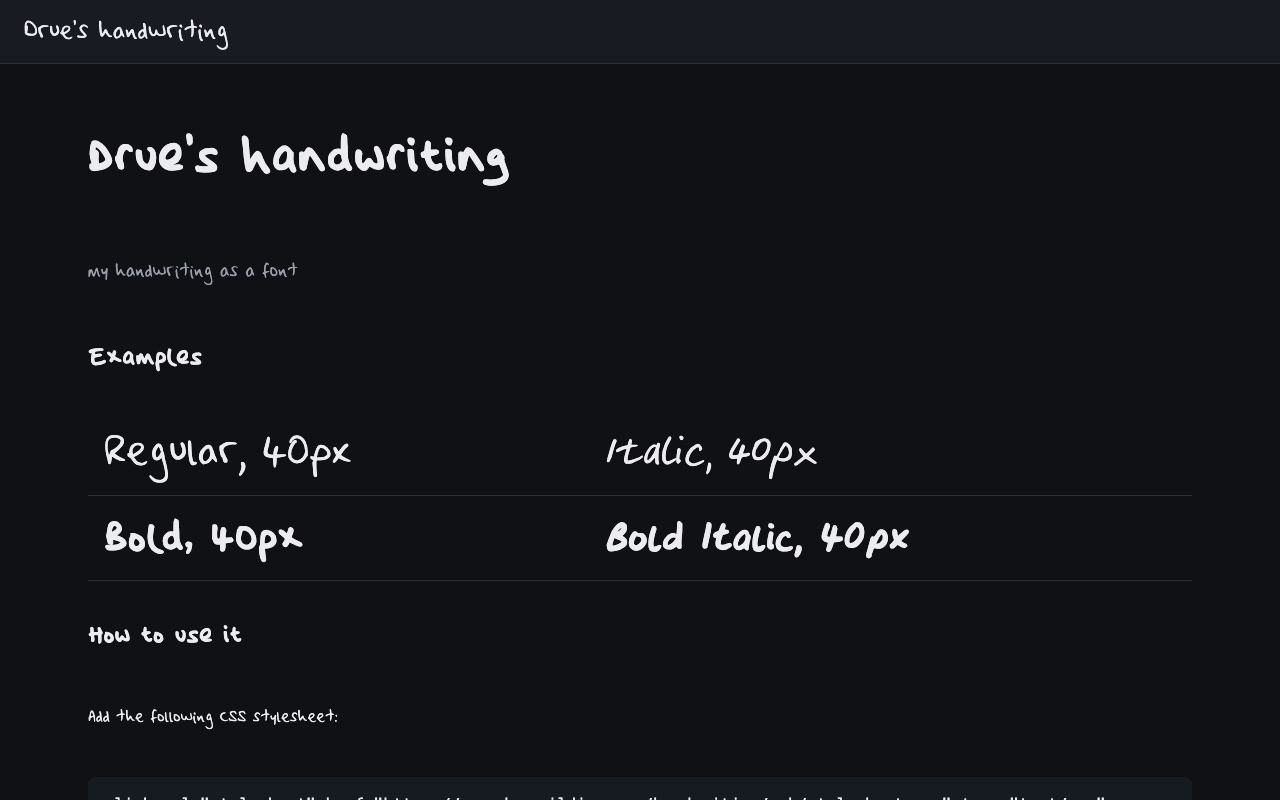 Drue's handwriting
Drue's handwriting
my handwriting as a font
Examples
Regular, 40px
Italic, 40px
Bold, 40px
Bold Italic, 40px
How to use it
Add the following CSS stylesheet: